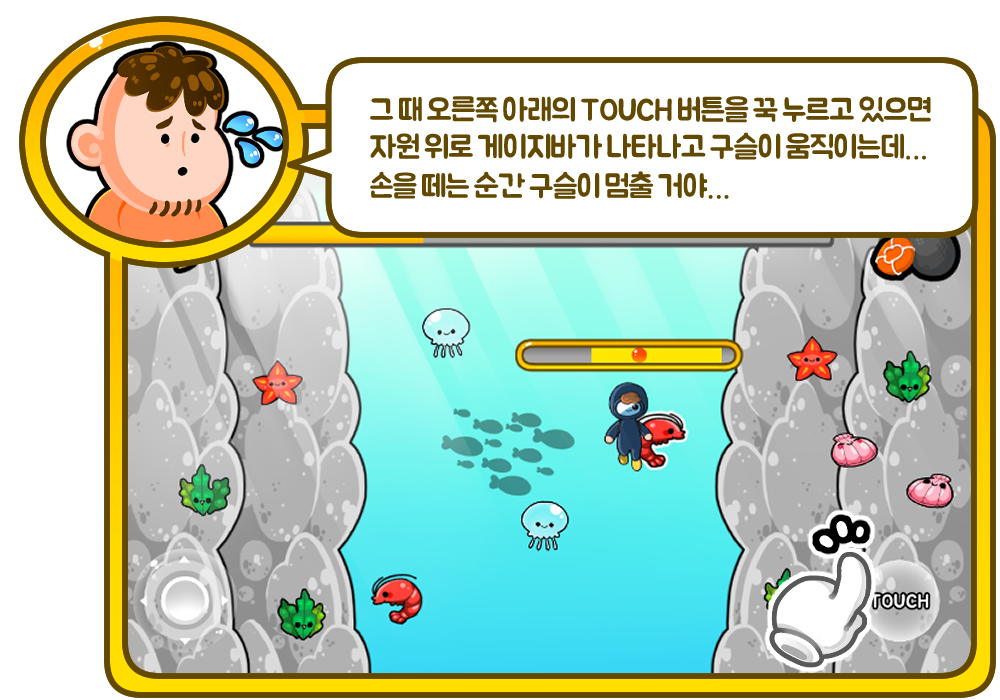 그 때 오른쪽 아래의 TOUCH 버튼을 꾹 누르고 있으면
자원 위로 게이지바가 나타나고 구슬이 움직이는데...
손을 떼는 순간 구슬이 멈출 거야...
TOUCH